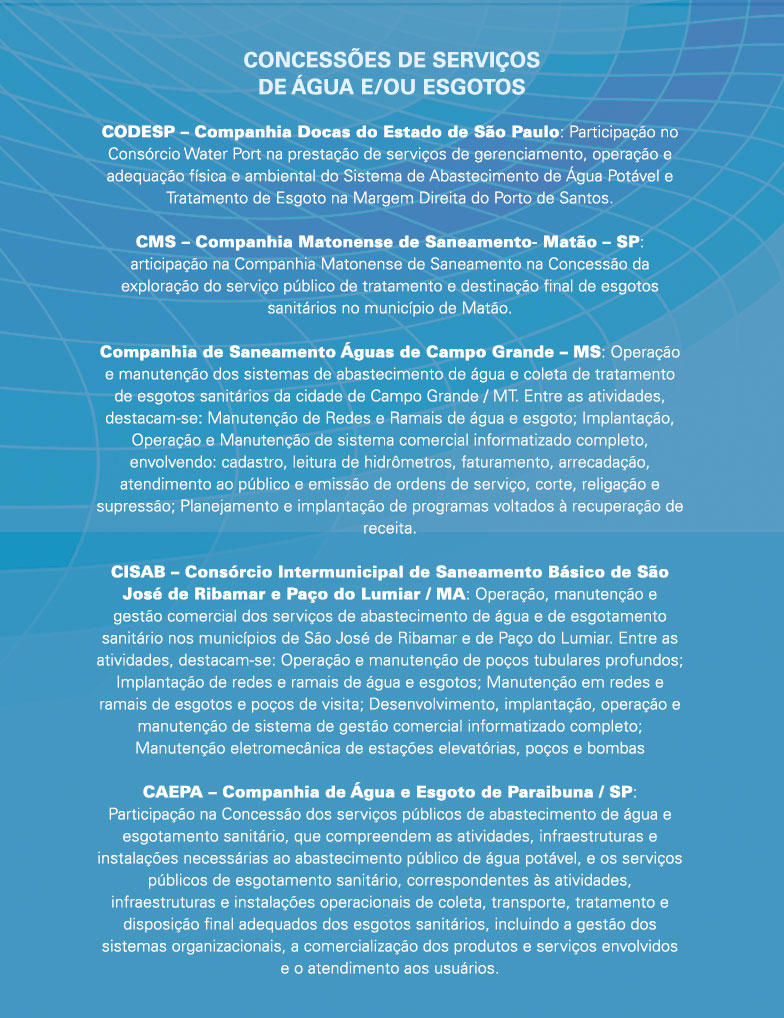 CONCESSÕES DE SERVIÇOS
DE ÁGUA E/OU ESGOTOS
CODESP – Companhia Docas do Estado de São Paulo: Participação no
Consórcio Water Port na prestação de serviços de gerenciamento, operação e
adequação física e ambiental do Sistema de Abastecimento de Água Potável e
Tratamento de Esgoto na Margem Direita do Porto de Santos.
CMS – Companhia Matonense de Saneamento- Matão – SP:
articipação na Companhia Matonense de Saneamento na Concessão da
exploração do serviço público de tratamento e destinação final de esgotos
sanitários no município de Matão.
Companhia de Saneamento Águas de Campo Grande – MS: Operação
e manutenção dos sistemas de abastecimento de água e coleta de tratamento
de esgotos sanitários da cidade de Campo Grande / MT. Entre as atividades,
destacam-se: Manutenção de Redes e Ramais de água e esgoto; Implantação,
Operação e Manutenção de sistema comercial informatizado completo,
envolvendo: cadastro, leitura de hidrômetros, faturamento, arrecadação,
atendimento ao público e emissão de ordens de serviço, corte, religação e
supressão; Planejamento e implantação de programas voltados à recuperação de
receita.
CISAB – Consórcio Intermunicipal de Saneamento Básico de São
José de Ribamar e Paço do Lumiar / MA: Operação, manutenção e
gestão comercial dos serviços de abastecimento de água e de esgotamento
sanitário nos municípios de São José de Ribamar e de Paço do Lumiar. Entre as
atividades, destacam-se: Operação e manutenção de poços tubulares profundos;
Implantação de redes e ramais de água e esgotos; Manutenção em redes e
ramais de esgotos e poços de visita; Desenvolvimento, implantação, operação e
manutenção de sistema de gestão comercial informatizado completo;
Manutenção eletromecânica de estações elevatórias, poços e bombas
CAEPA – Companhia de Água e Esgoto de Paraibuna / SP:
Participação na Concessão dos serviços públicos de abastecimento de água e
esgotamento sanitário, que compreendem as atividades, infraestruturas e
instalações necessárias ao abastecimento público de água potável, e os serviços
públicos de esgotamento sanitário, correspondentes às atividades,
infraestruturas e instalações operacionais de coleta, transporte, tratamento e
disposição final adequados dos esgotos sanitários, incluindo a gestão dos
sistemas organizacionais, a comercialização dos produtos e serviços envolvidos
e o atendimento aos usuários.